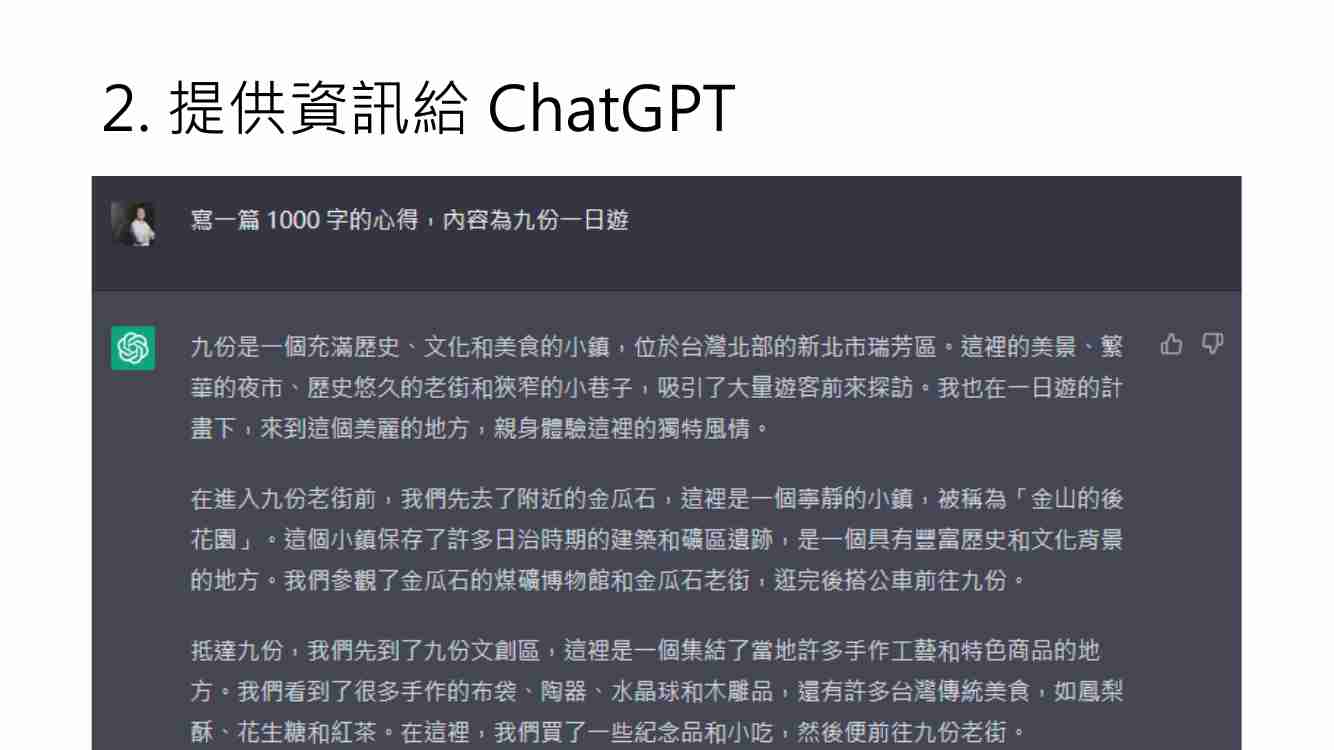 2. 提供資訊給 ChatGPT
寫一篇 1000 字的心得，內容為九份一日遊
九份是一個充滿歷史、文化和美食的小鎮，位於台灣北部的新北市瑞芳區。這裡的美景、繁
華的夜市、歷史悠久的老街和狹窄的小巷子，吸引了大量遊客前來探訪。我也在一日遊的計
畫下，來到這個美麗的地方，親身體驗這裡的獨特風情。
在進入九份老街前，我們先去了附近的金瓜石，這裡是一個寧靜的小鎮，被稱為「金山的後
花園」。這個小鎮保存了許多日治時期的建築和礦區遺跡，是一個具有豐富歷史和文化背景
的地方。我們參觀了金瓜石的煤礦博物館和金瓜石老街，逛完後搭公車前往九份。
抵達九份，我們先到了九份文創區，這裡是一個集結了當地許多手作工藝和特色商品的地
方。我們看到了很多手作的布袋、陶器、水晶球和木雕品，還有許多台灣傳統美食，如鳳梨
酥、花生糖和紅茶。在這裡，我們買了一些紀念品和小吃，然後便前往九份老街。